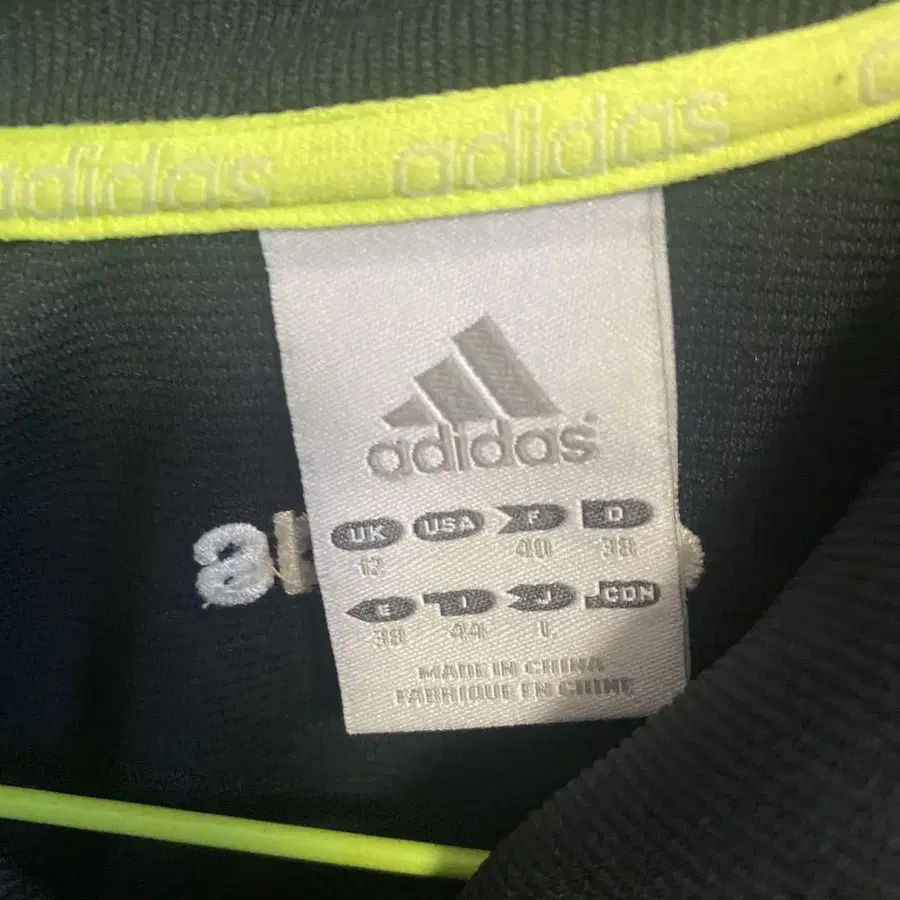 adidas adidas
adidas
UK USA F D
12 40 38
E I J CDN
38 44 L
MADE IN CHINA
FABRIQUE EN CHINE